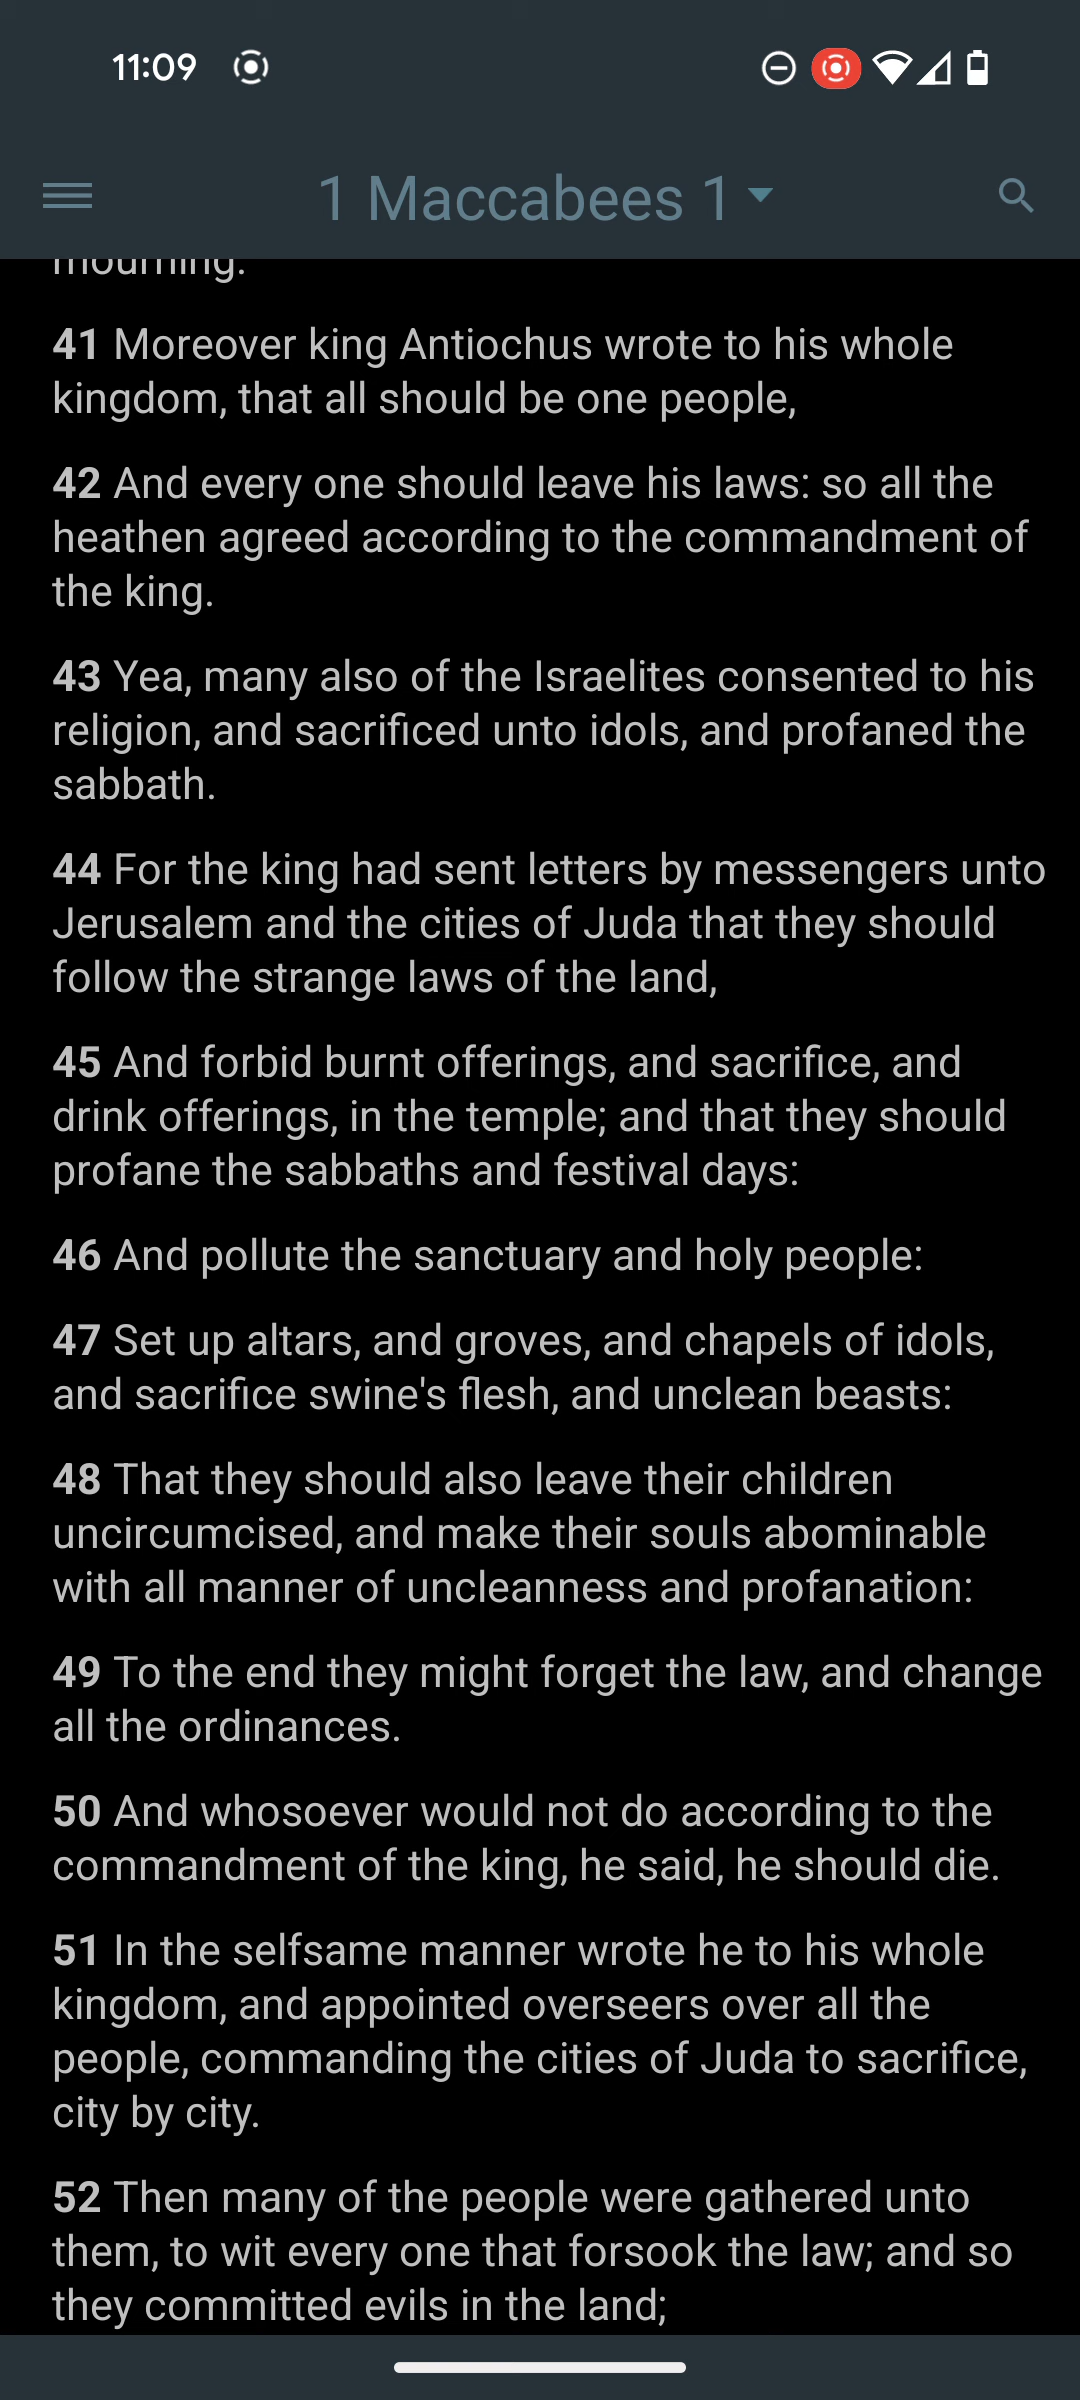 11:09
1 Maccabees 1
mourning.
41 Moreover king Antiochus wrote to his whole
kingdom, that all should be one people,
42 And every one should leave his laws: so all the
heathen agreed according to the commandment of
the king.
43 Yea, many also of the Israelites consented to his
religion, and sacrificed unto idols, and profaned the
sabbath.
44 For the king had sent letters by messengers unto
Jerusalem and the cities of Juda that they should
follow the strange laws of the land,
45 And forbid burnt offerings, and sacrifice, and
drink offerings, in the temple; and that they should
profane the sabbaths and festival days:
46 And pollute the sanctuary and holy people:
47 Set up altars, and groves, and chapels of idols,
and sacrifice swine's flesh, and unclean beasts:
48 That they should also leave their children
uncircumcised, and make their souls abominable
with all manner of uncleanness and profanation:
49 To the end they might forget the law, and change
all the ordinances.
50 And whosoever would not do according to the
commandment of the king, he said, he should die.
51 In the selfsame manner wrote he to his whole
kingdom, and appointed overseers over all the
people, commanding the cities of Juda to sacrifice,
city by city.
52 Then many of the people were gathered unto
them, to wit every one that forsook the law; and so
they committed evils in the land;